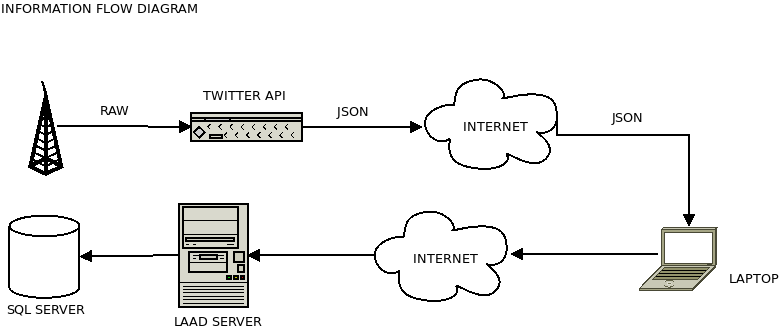 INFORMATION FLOW DIAGRAM
TWITTER API
RAW
JSON
INTERNET
JSON
INTERNET
LAPTOP
SQL SERVER
LAAD SERVER